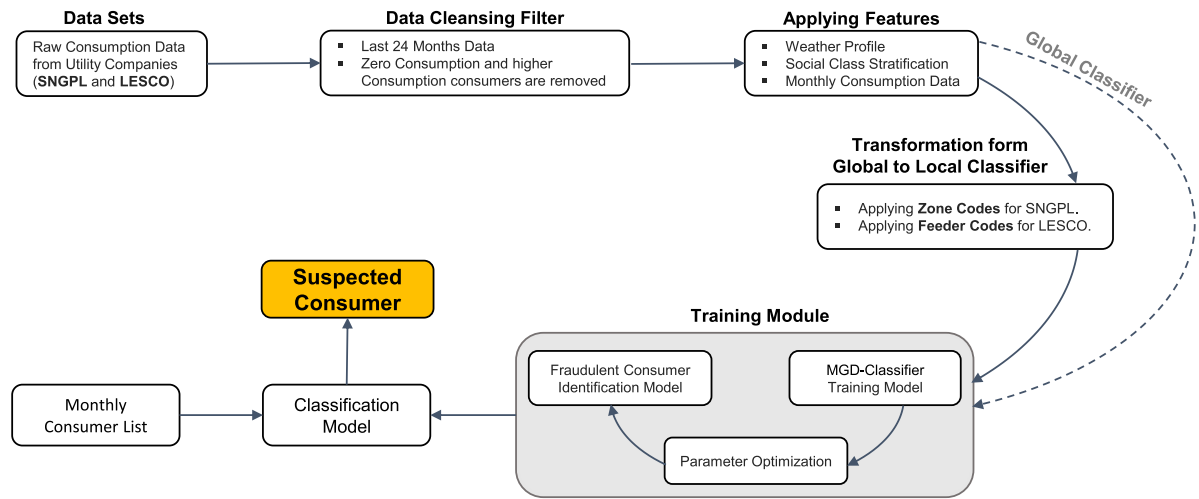 Data Sets
Raw Consumption Data
from Utility Companies
(SNGPL and LESCO)
Data Cleansing Filter
▪ Last 24 Months Data
▪ Zero Consumption and higher
Consumption consumers are removed
Applying Features
▪ Weather Profile
▪ Social Class Stratification
▪ Monthly Consumption Data
Global Classifier
Transformation form
Global to Local Classifier
▪ Applying Zone Codes for SNGPL.
▪ Applying Feeder Codes for LESCO.
Suspected
Consumer
Training Module
Fraudulent Consumer
Identification Model
MGD-Classifier
Training Model
Parameter Optimization
Classification
Model
Monthly
Consumer List